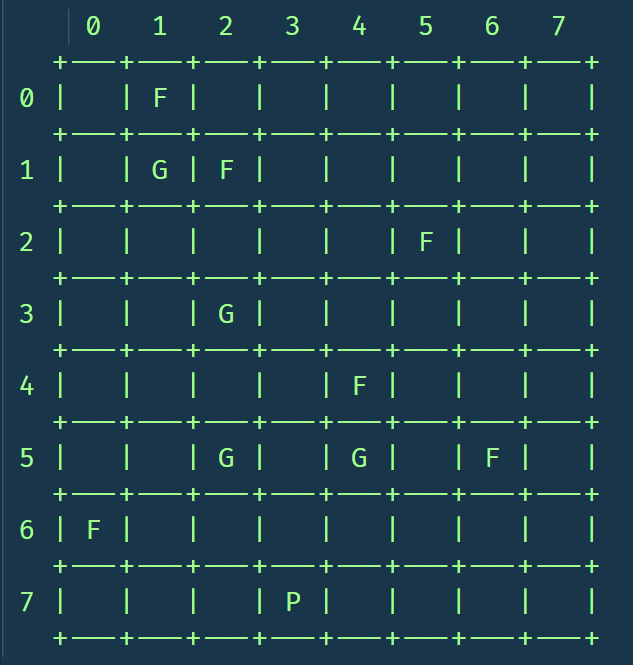 0 1 2 3 4 5 6 7
+——+——+——+——+——+——+——+——+
0 |  | F |  |  |  |  |  |  |
+——+——+——+——+——+——+——+——+
1 |  | G | F |  |  |  |  |  |
+——+——+——+——+——+——+——+——+
2 |  |  |  |  |  | F |  |  |
+——+——+——+——+——+——+——+——+
3 |  |  | G |  |  |  |  |  |
+——+——+——+——+——+——+——+——+
4 |  |  |  |  | F |  |  |  |
+——+——+——+——+——+——+——+——+
5 |  |  | G |  | G |  | F |  |
+——+——+——+——+——+——+——+——+
6 | F |  |  |  |  |  |  |  |
+——+——+——+——+——+——+——+——+
7 |  |  |  | P |  |  |  |  |
+——+——+——+——+——+——+——+——+